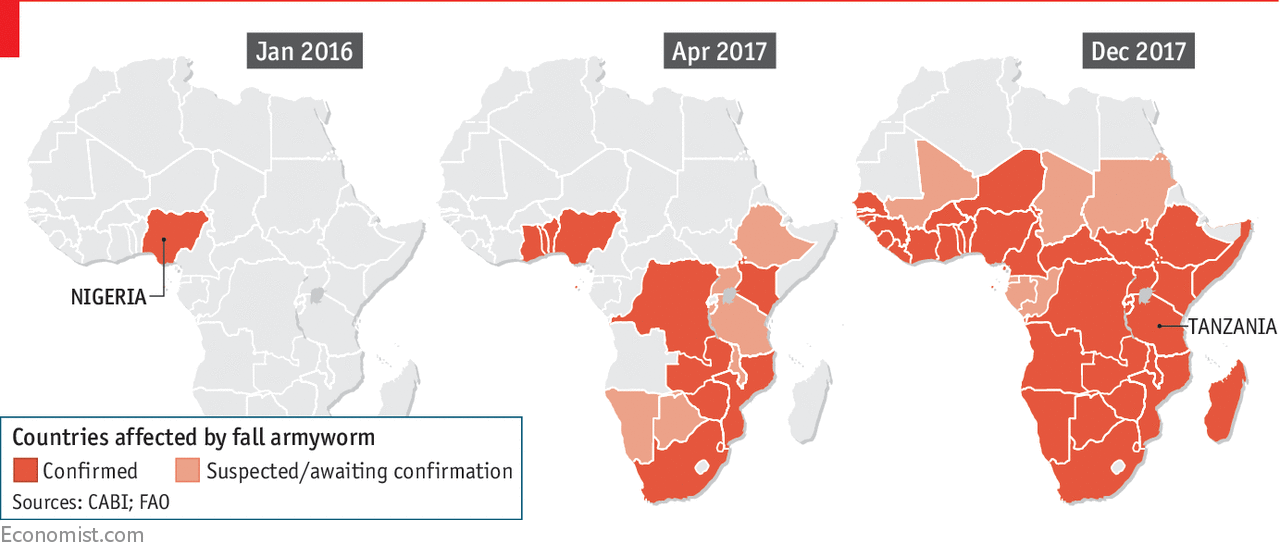 Jan 2016
Apr 2017
Dec 2017
NIGERIA
TANZANIA
Countries affected by fall armyworm
Confirmed
Suspected/awaiting confirmation
Sources: CABI; FAO
Economist.com